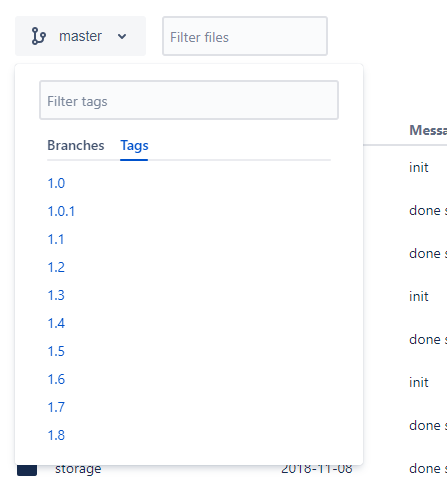 master
Filter files
Filter tags
Branches Tags
Messa
1.0
init
1.0.1
done s
1.1
1.2
done s
1.3
init
1.4
1.5
done s
1.6
init
1.7
done s
1.8
storage 2018-11-08 done s